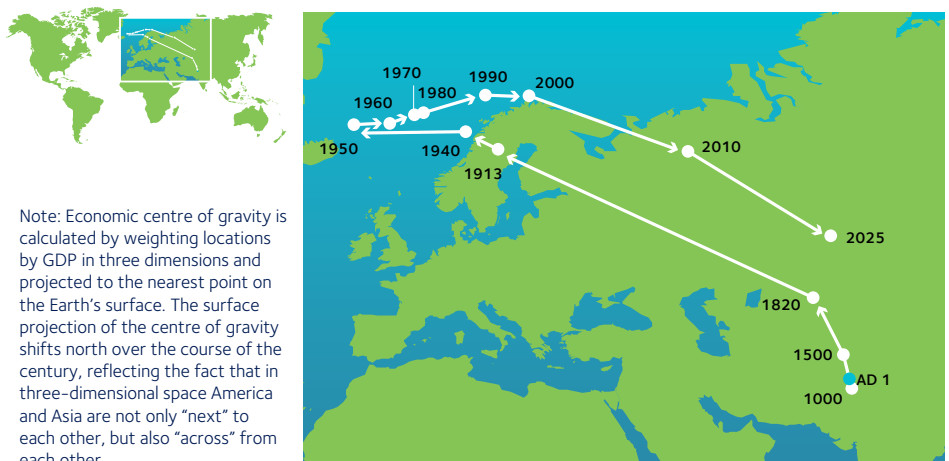 1970
1990
2000
1960
1980
1950
1940
1913
2010
2025
1820
1500
AD 1
1000
Note: Economic centre of gravity is
calculated by weighting locations
by GDP in three dimensions and
projected to the nearest point on
the Earth’s surface. The surface
projection of the centre of gravity
shifts north over the course of the
century, reflecting the fact that in
three-dimensional space America
and Asia are not only “next” to
each other, but also “across” from
each other